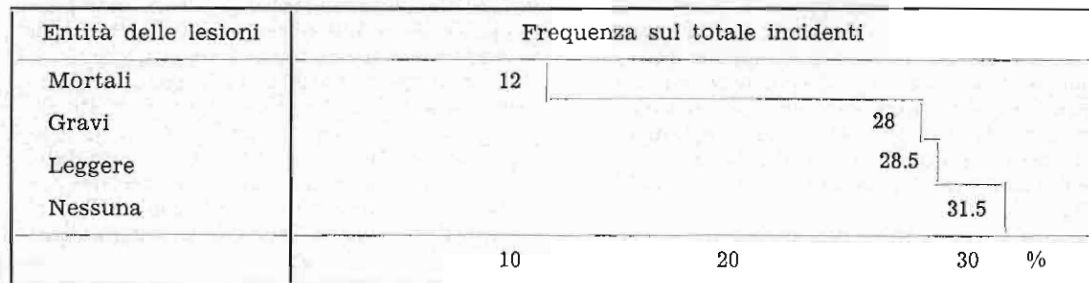 Entità delle lesioni Frequenza sul totale incidenti
Mortali 12
Gravi 28
Leggere 28.5
Nessuna 31.5
10 20 30 %